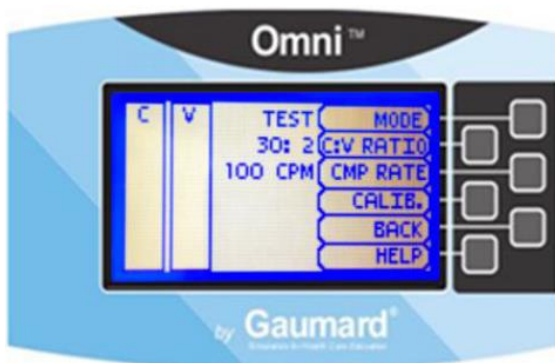 Omni™
C V TEST MODE
30: 2 C:V RATIO
100 CPM CMP RATE
CALIB.
BACK
HELP
by Gaumard®